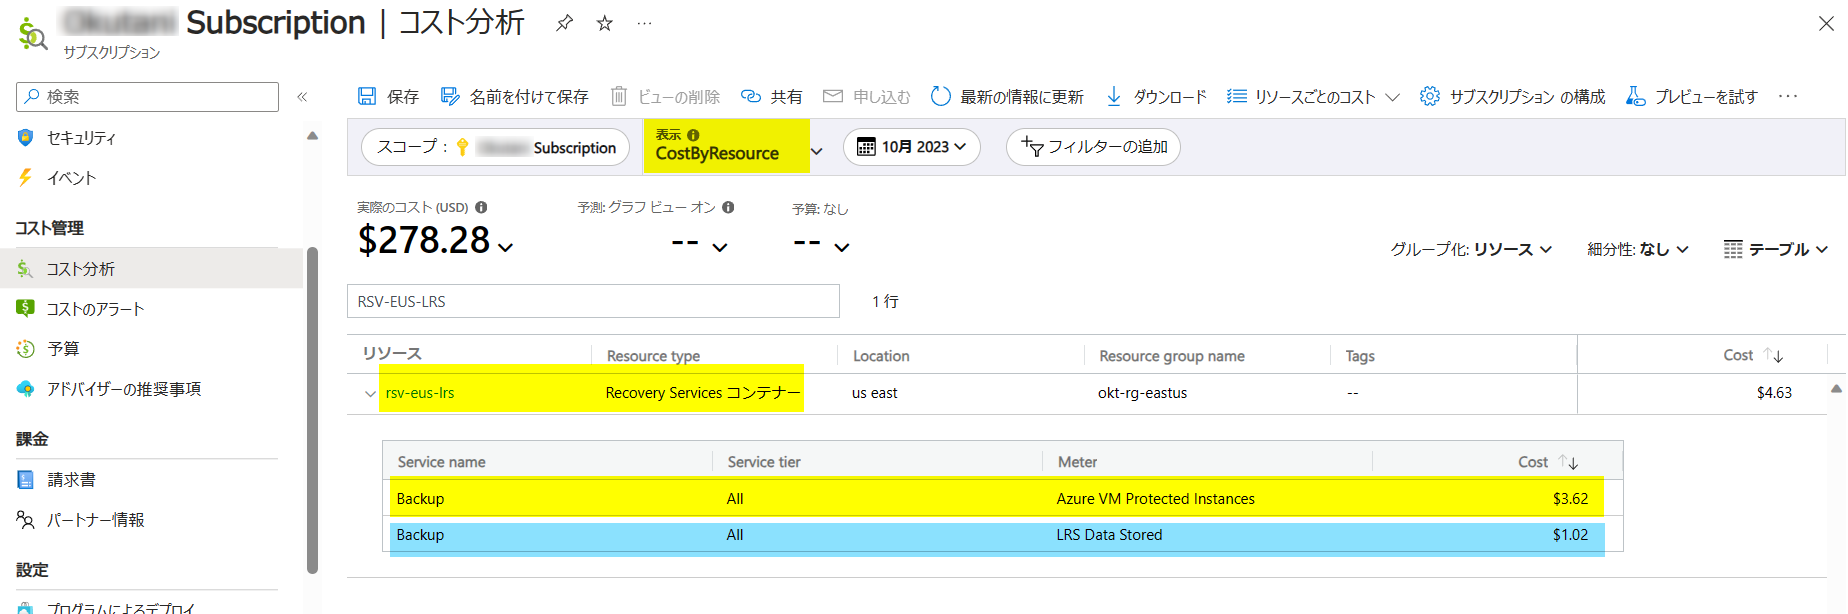 Subscription | コスト分析
サブスクリプション
検索
保存 名前を付けて保存 ビューの削除 共有 申し込む 最新の情報に更新 ダウンロード リソースごとのコスト サブスクリプション の構成 プレビューを試す
セキュリティ
イベント
コスト管理
コスト分析
コストのアラート
予算
アドバイザーの推奨事項
課金
請求書
パートナー情報
設定
プログラムによるデプロイ
スコープ : Subscription
表示
CostByResource
10月 2023
フィルターの追加
実際のコスト (USD)
$278.28
予測: グラフ ビュー オン
--
予算: なし
--
グループ化: リソース 細分性: なし テーブル
RSV-EUS-LRS
1 行
リソース Resource type Location Resource group name Tags Cost ↑↓
rsv-eus-lrs Recovery Services コンテナー us east okt-rg-eastus -- $4.63
Service name Service tier Meter Cost ↑↓
Backup All Azure VM Protected Instances $3.62
Backup All LRS Data Stored $1.02